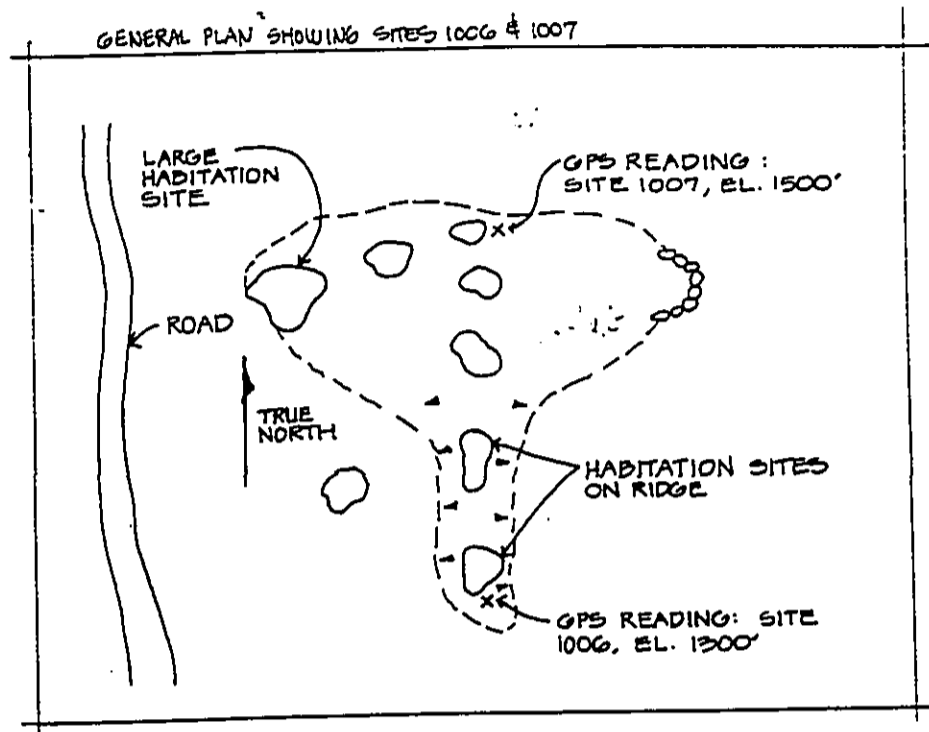 GENERAL PLAN SHOWING SITES 1006 & 1007
LARGE
HABITATION
SITE
GPS READING :
SITE 1007, EL. 1500'
ROAD
TRUE
NORTH
HABITATION SITES
ON RIDGE
GPS READING: SITE
1006, EL. 1300'